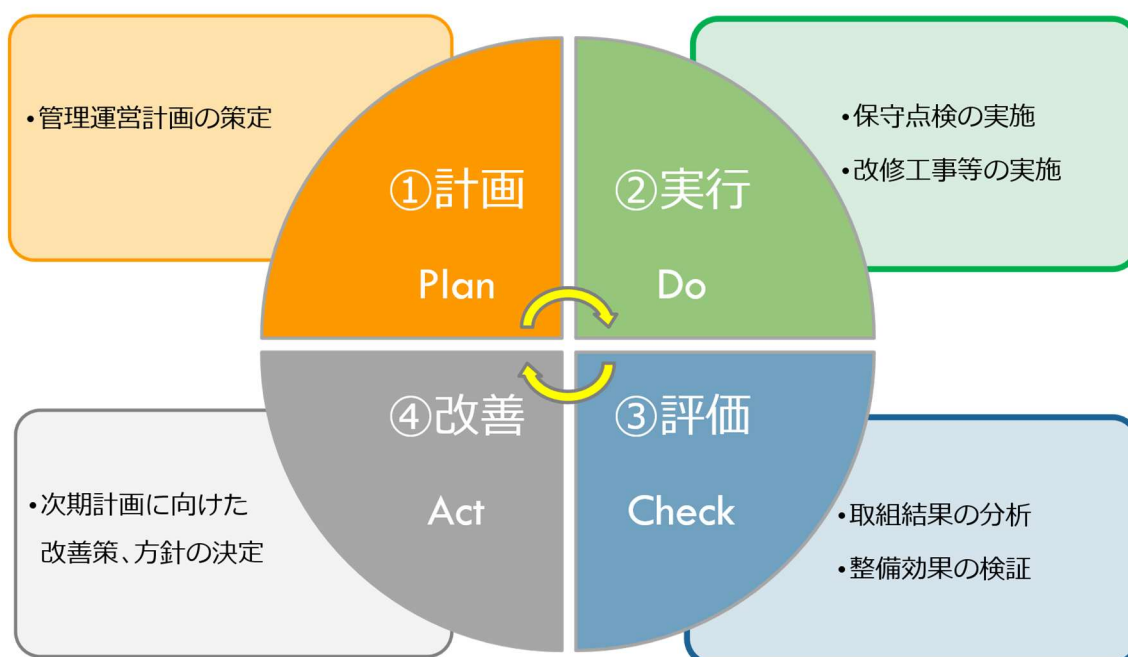 ・管理運営計画の策定
①計画
Plan
②実行
Do
・保守点検の実施
・改修工事等の実施
④改善
Act
・次期計画に向けた
改善策、方針の決定
③評価
Check
・取組結果の分析
・整備効果の検証